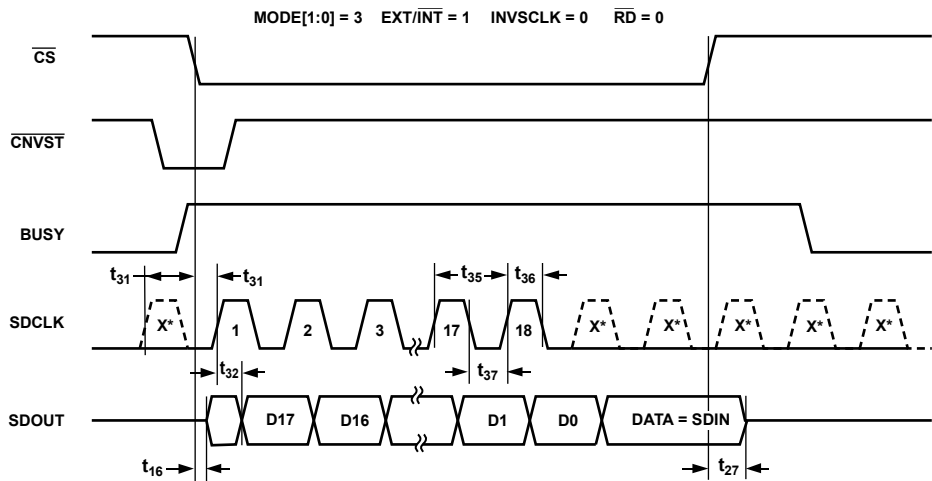 MODE[1:0] = 3 EXT/INT = 1 INVSCLK = 0 RD = 0
CS
CNVST
BUSY
t31 t31 t35 t36
SDCLK X* 1 2 3 17 18 X* X* X* X* X*
t32 t37
SDOUT D17 D16 D1 D0 DATA = SDIN
t16 t27